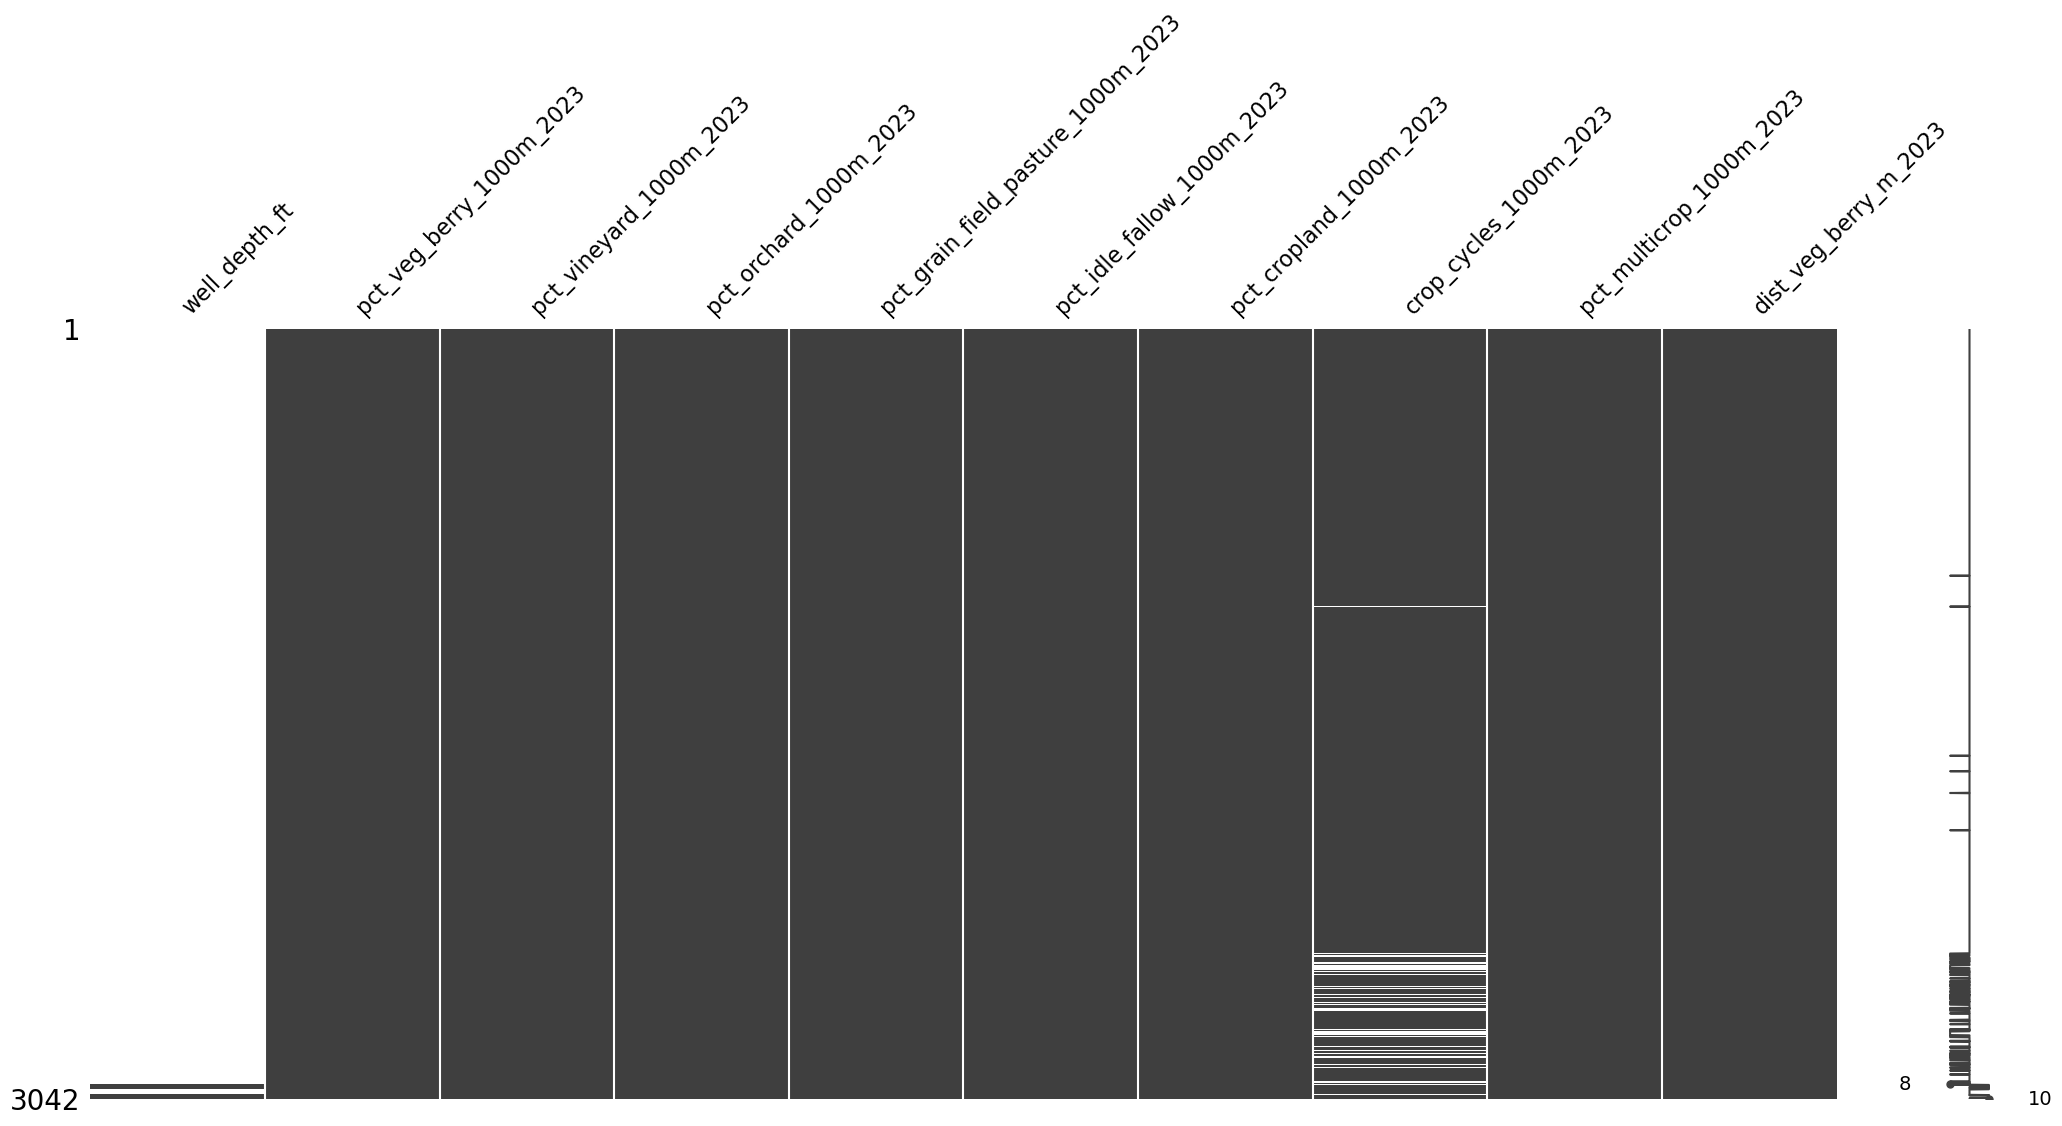 well_depth_ft
pct_veg_berry_1000m_2023
pct_vineyard_1000m_2023
pct_orchard_1000m_2023
pct_grain_field_pasture_1000m_2023
pct_idle_fallow_1000m_2023
pct_cropland_1000m_2023
crop_cycles_1000m_2023
pct_multicrop_1000m_2023
dist_veg_berry_m_2023
1
8
3042
10